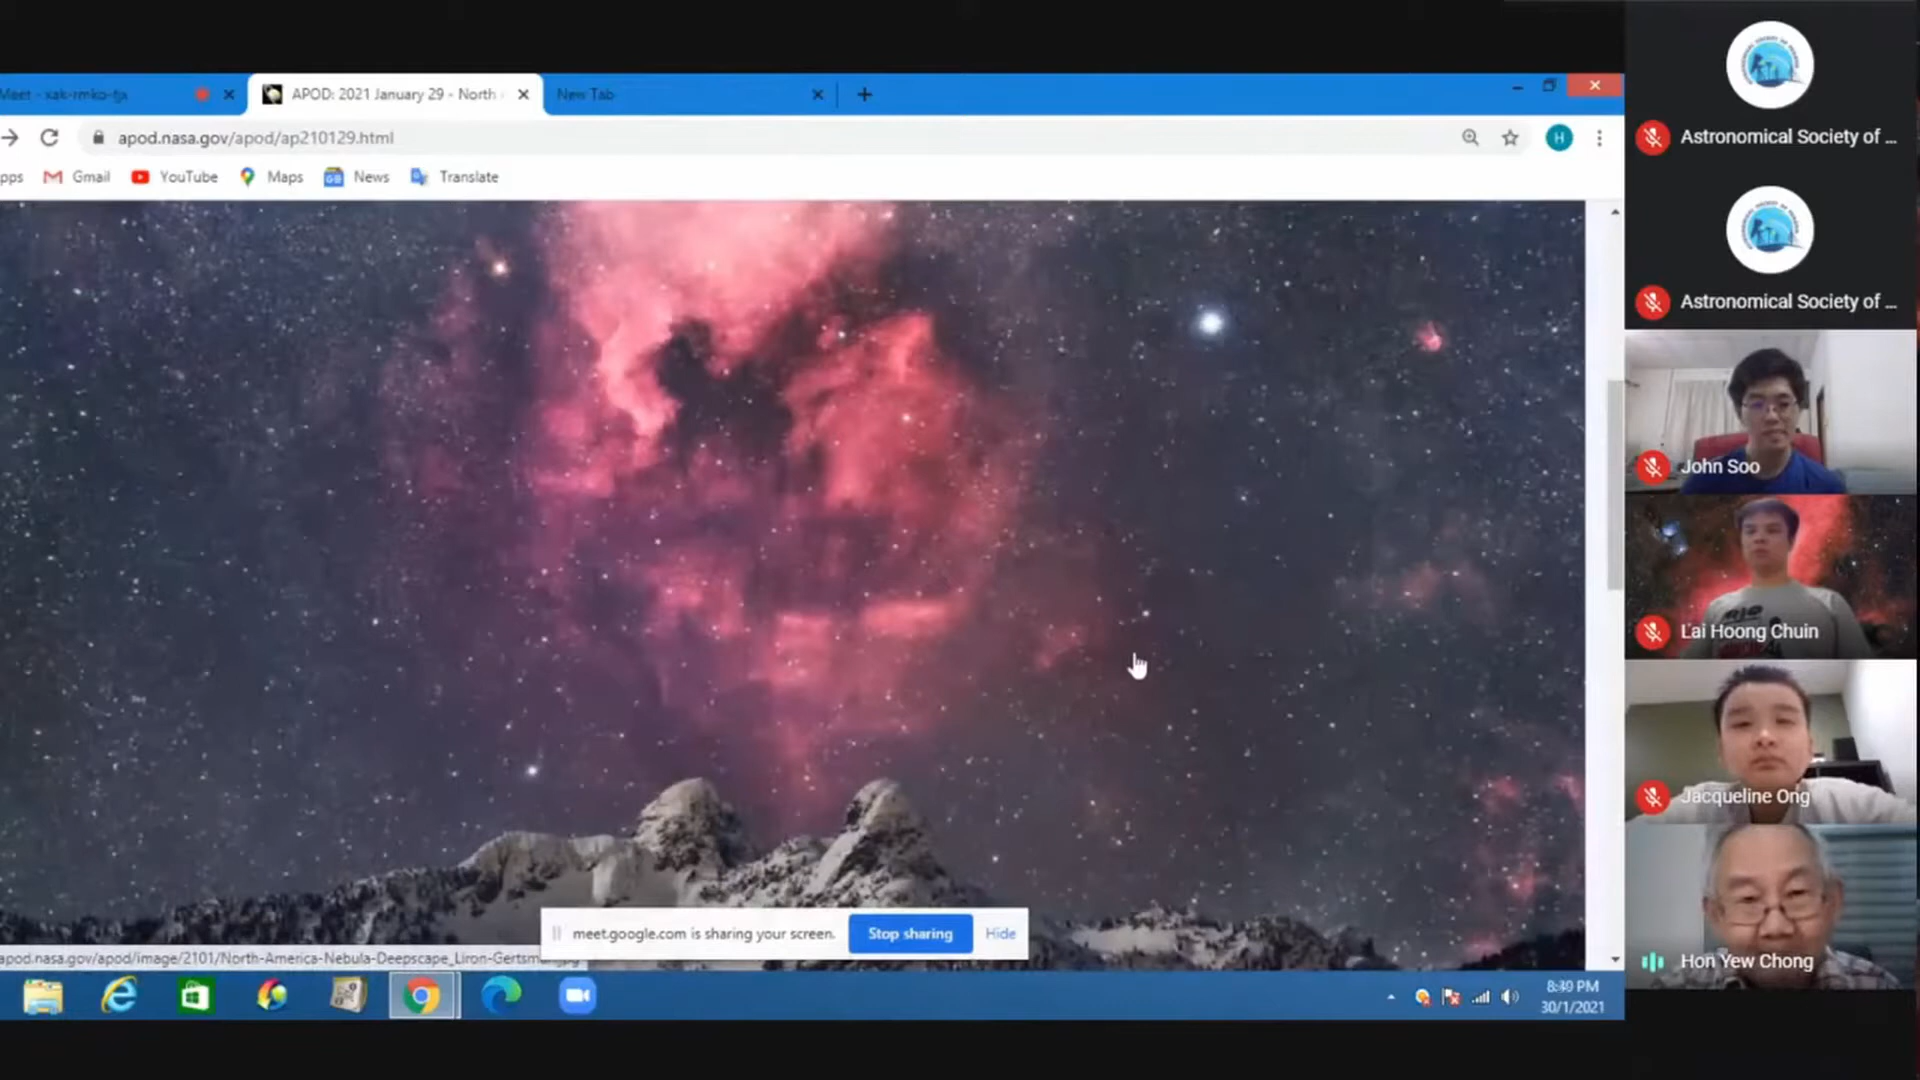 Meet - xak-rmko-fjx
APOD: 2021 January 29 - North
New Tab
apod.nasa.gov/apod/ap210129.html
H
pps
Gmail
YouTube
Maps
News
Translate
Astronomical Society of ...
Astronomical Society of ...
John Soo
Lai Hoong Chuin
Jacqueline Ong
Hon Yew Chong
meet.google.com is sharing your screen.
Stop sharing
Hide
apod.nasa.gov/apod/image/2101/North-America-Nebula-Deepscape_Liron-Gertsm
8:49 PM
30/1/2021